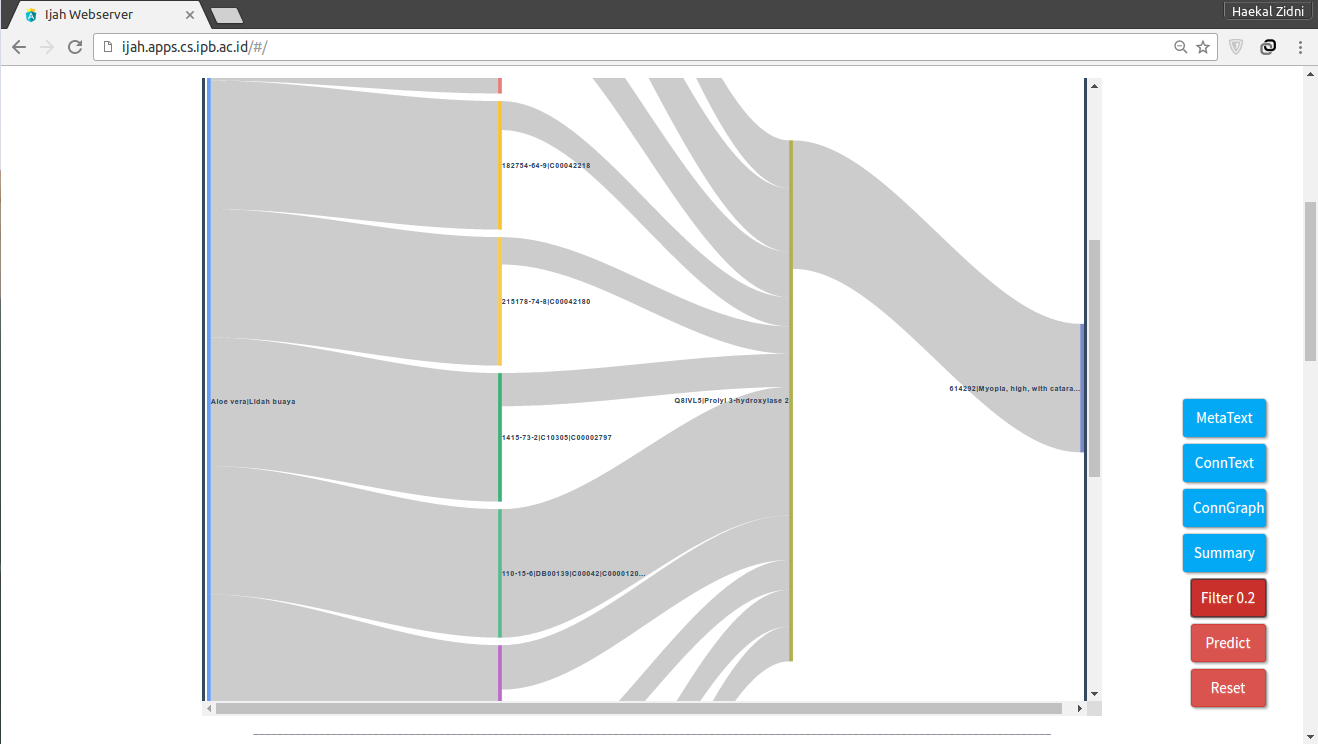 Ijah Webserver
Haekal Zidni
ijah.apps.cs.ipb.ac.id/#/
182754-64-9|C00042218
215178-74-8|C00042180
614292|Myopia, high, with catara...
Aloe vera|Lidah buaya
Q8IVL5|Prolyl 3-hydroxylase 2
1415-73-2|C10305|C00002797
110-15-6|DB00139|C00042|C0000120...
MetaText
ConnText
ConnGraph
Summary
Filter 0.2
Predict
Reset